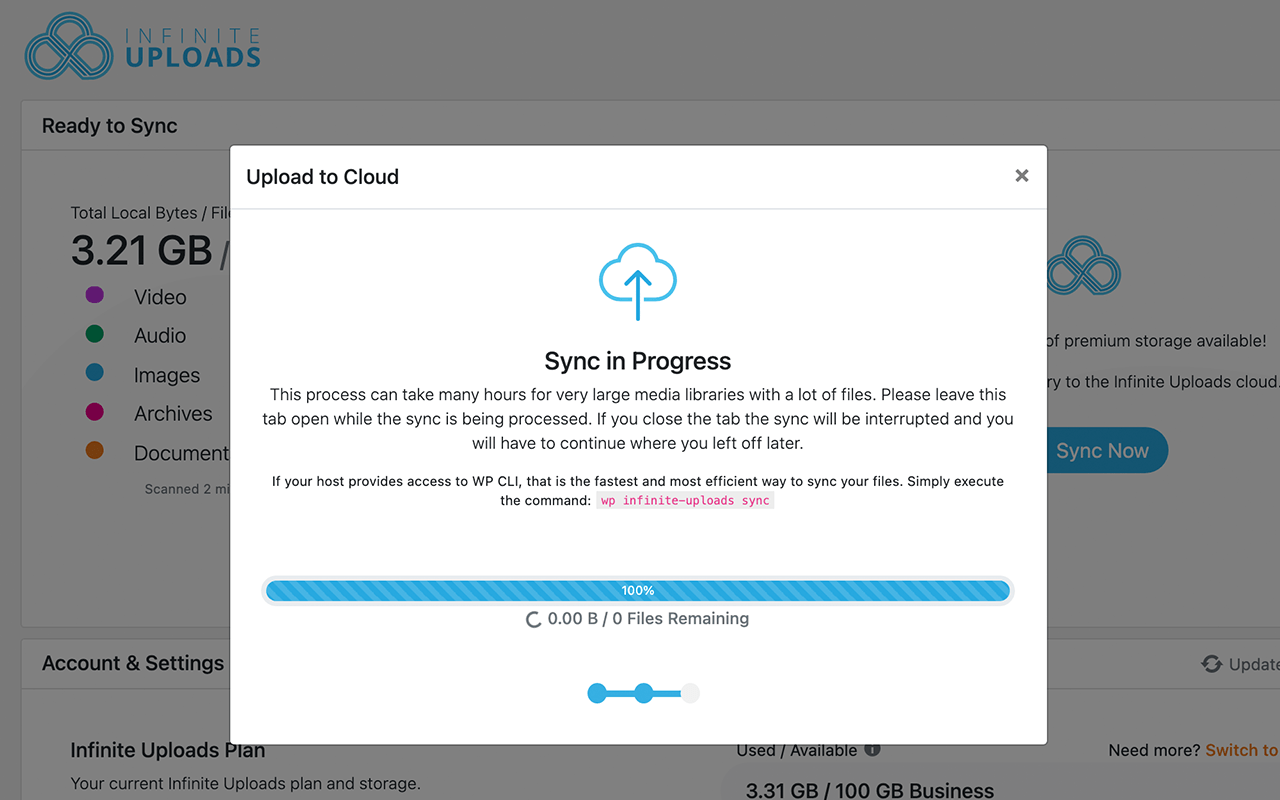 INFINITE
UPLOADS
Ready to Sync
Total Local Bytes /
3.21 GB /
Video
Audio
Images
Archives
Document
Scanned 2
Upload to Cloud
×
Sync in Progress
This process can take many hours for very large media libraries with a lot of files. Please leave this
tab open while the sync is being processed. If you close the tab the sync will be interrupted and you
will have to continue where you left off later.
If your host provides access to WP CLI, that is the fastest and most efficient way to sync your files. Simply execute
the command: wp infinite-uploads sync
100%
0.00 B / 0 Files Remaining
of premium storage available!
to the Infinite Uploads cloud.
Sync Now
Account & Settings
Update
Infinite Uploads Plan
Your current Infinite Uploads plan and storage.
Used / Available
Need more? Switch to
3.31 GB / 100 GB Business